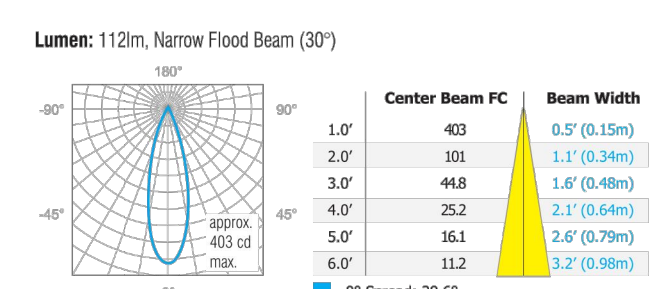 Lumen: 112lm, Narrow Flood Beam (30°)
180°
-90° 90°
-45° 45°
approx.
403 cd
max.
Center Beam FC Beam Width
1.0' 403 0.5' (0.15m)
2.0' 101 1.1' (0.34m)
3.0' 44.8 1.6' (0.48m)
4.0' 25.2 2.1' (0.64m)
5.0' 16.1 2.6' (0.79m)
6.0' 11.2 3.2' (0.98m)